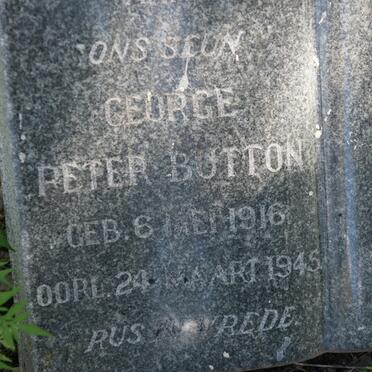 ONS SEUN
GEORGE
PETER BUTTON
GEB. 6 MEI 1916
OORL. 24 MAART 1945
RUS IN VREDE